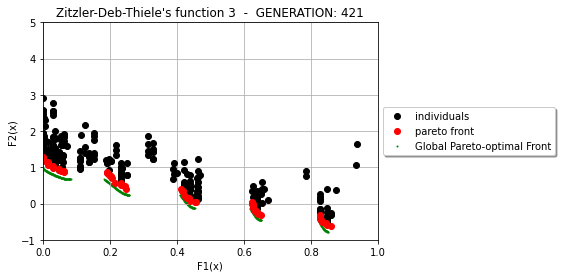 Zitzler-Deb-Thiele's function 3 - GENERATION: 421
5
4
3
2
1
0
−1
F2(x)
0.0 0.2 0.4 0.6 0.8 1.0
F1(x)
individuals
pareto front
Global Pareto-optimal Front